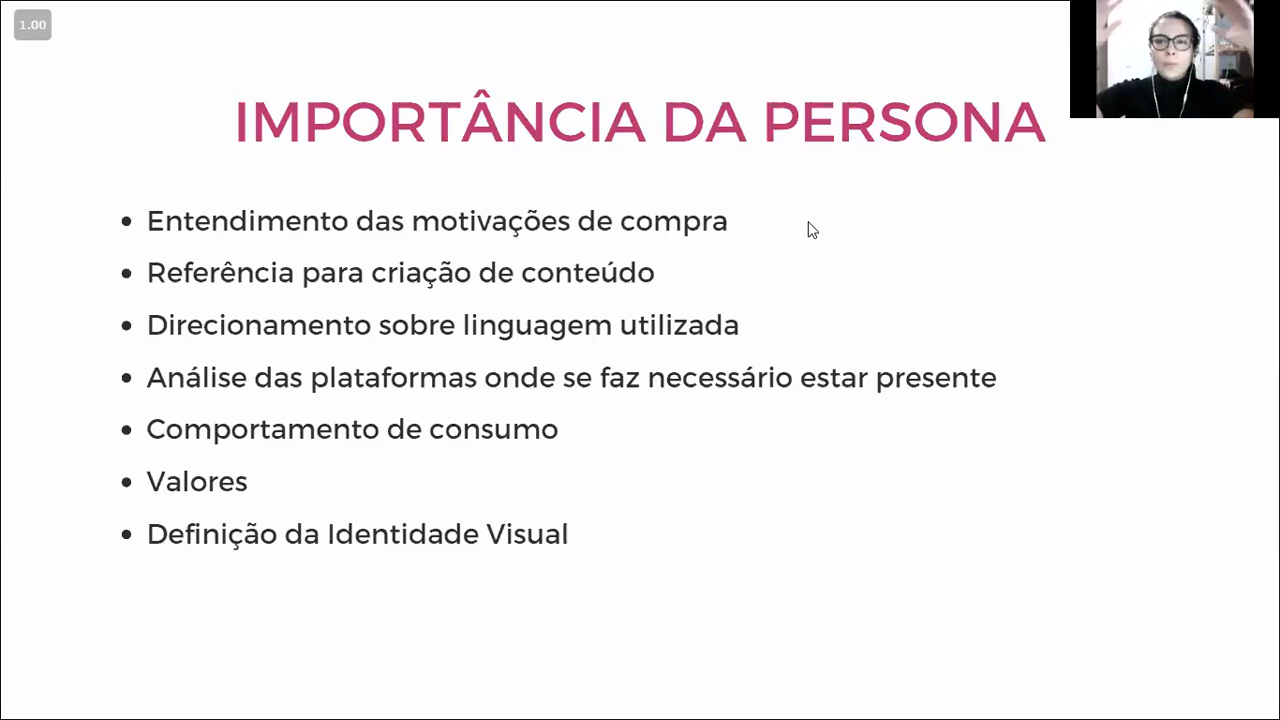 1.00
IMPORTÂNCIA DA PERSONA
• Entendimento das motivações de compra
• Referência para criação de conteúdo
• Direcionamento sobre linguagem utilizada
• Análise das plataformas onde se faz necessário estar presente
• Comportamento de consumo
• Valores
• Definição da Identidade Visual